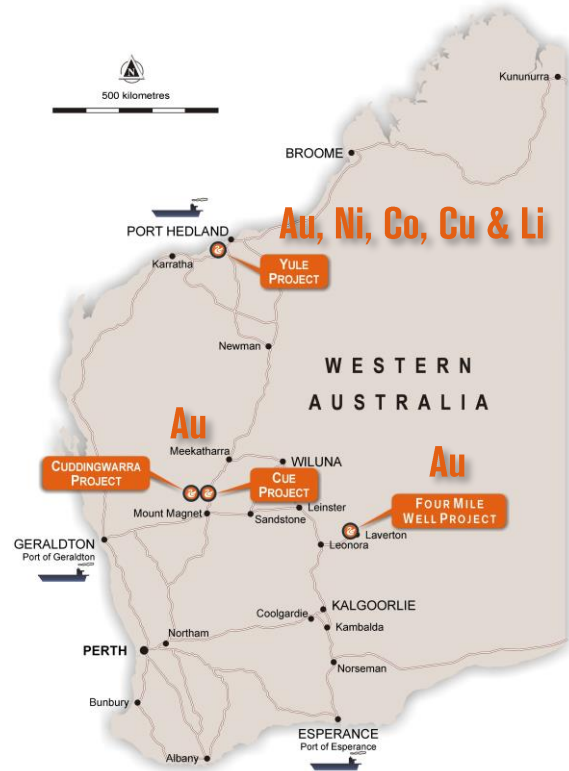 N
500 kilometres
Kununurra
BROOME
Au, Ni, Co, Cu & Li
PORT HEDLAND
Karratha
YULE
PROJECT
Newman
WESTERN
AUSTRALIA
Au
Meekatharra
WILUNA
Au
CUDDINGWARRA
PROJECT
CUE
PROJECT
Mount Magnet
Sandstone
Leinster
FOUR MILE
WELL PROJECT
Laverton
Leonora
GERALDTON
Port of Geraldton
KALGOORLIE
Coolgardie
Kambalda
Northam
PERTH
Norseman
Bunbury
ESPERANCE
Port of Esperance
Albany